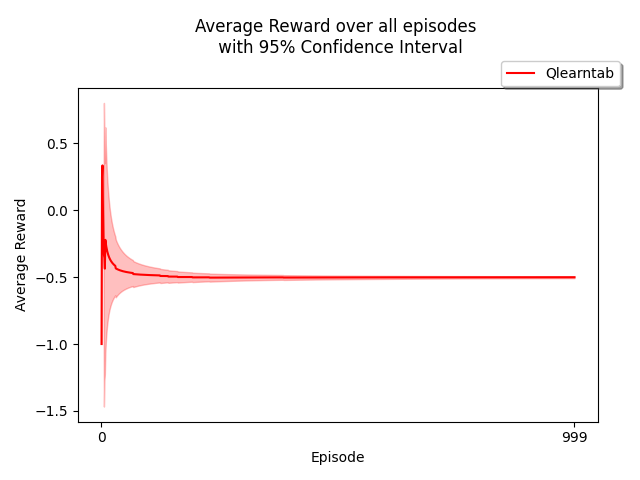 Average Reward over all episodes
with 95% Confidence Interval
Qlearntab
Average Reward
0.5
0.0
−0.5
−1.0
−1.5
0
999
Episode